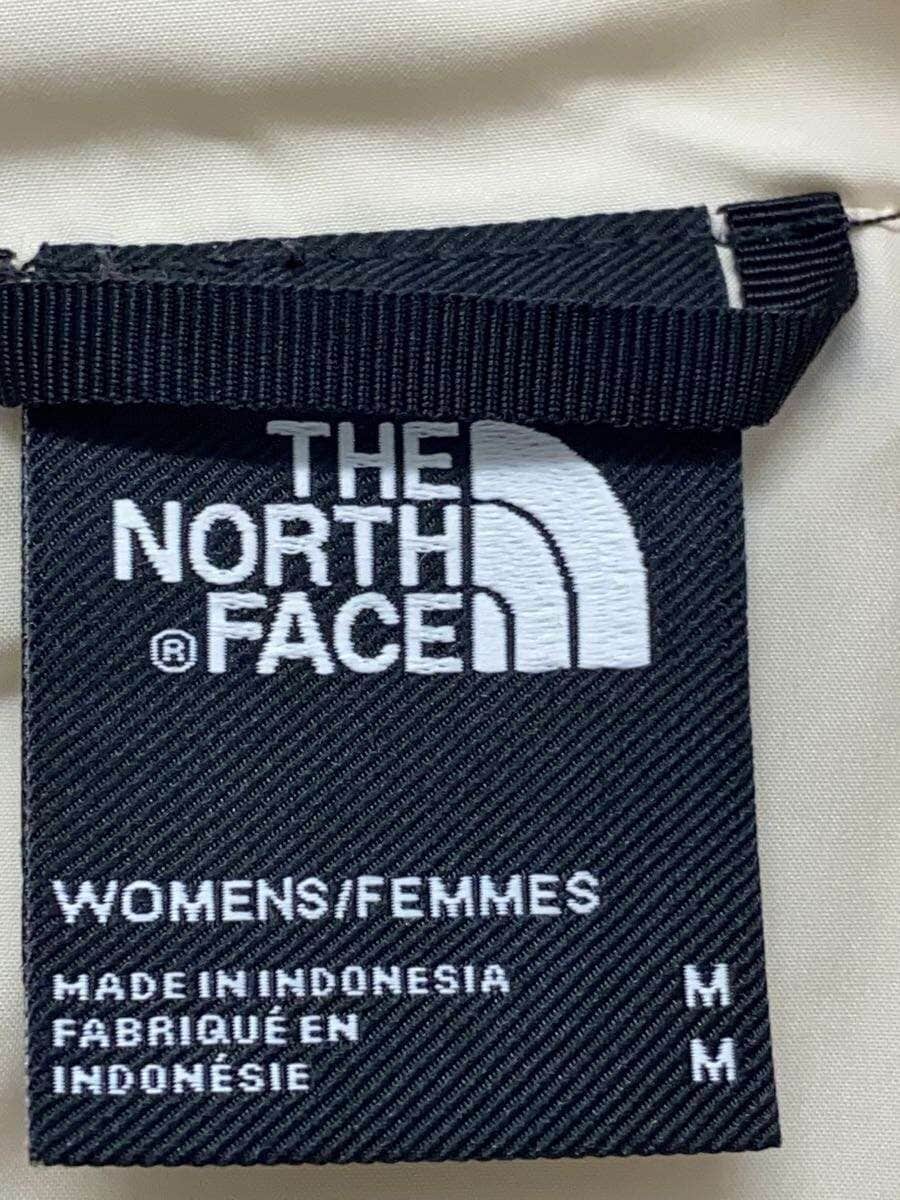 THE
NORTH
® FACE
WOMENS/FEMMES
MADE IN INDONESIA M
FABRIQUÉ EN
INDONÉSIE M